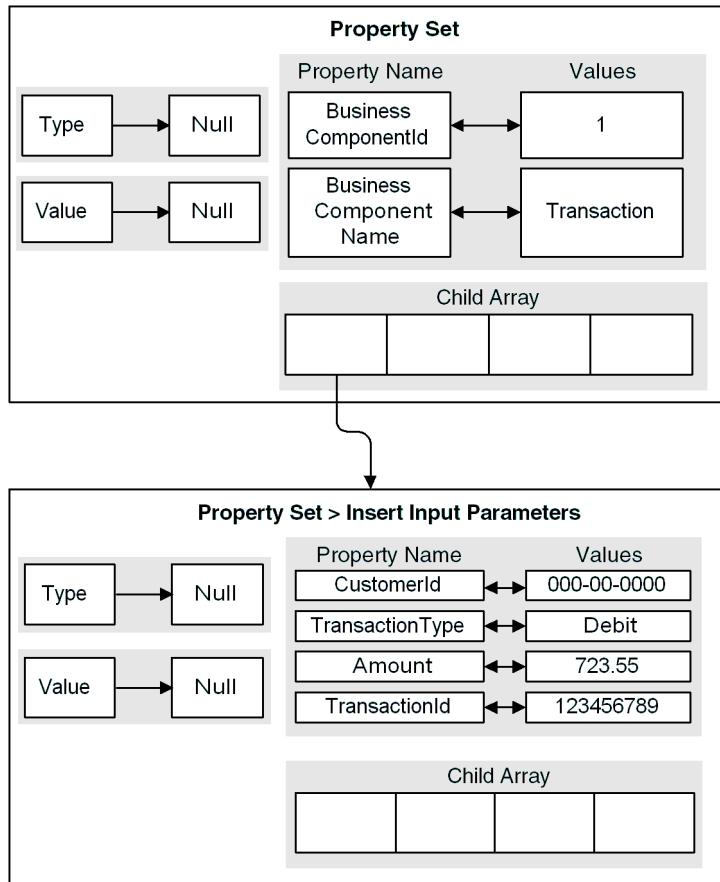 Property Set
Property Name
Values
Type
Null
Business
ComponentId
1
Value
Null
Business
Component
Name
Transaction
Child Array
Property Set > Insert Input Parameters
Property Name
Values
Type
Null
CustomerId
000-00-0000
TransactionType
Debit
Value
Null
Amount
723.55
TransactionId
123456789
Child Array